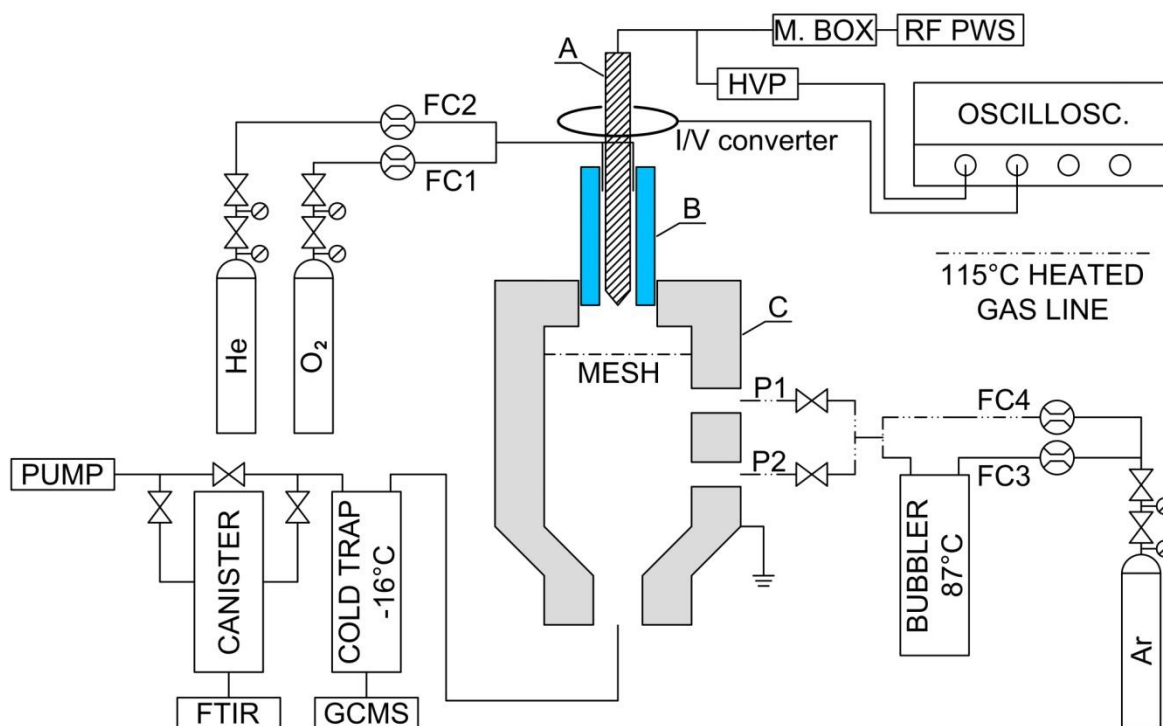 M. BOX
RF PWS
A
HVP
FC2
OSCILLOSC.
I/V converter
FC1
B
115°C HEATED
GAS LINE
C
He
O₂
MESH
P1
FC4
P2
FC3
PUMP
CANISTER
COLD TRAP
-16°C
BUBBLER
87°C
Ar
FTIR
GCMS